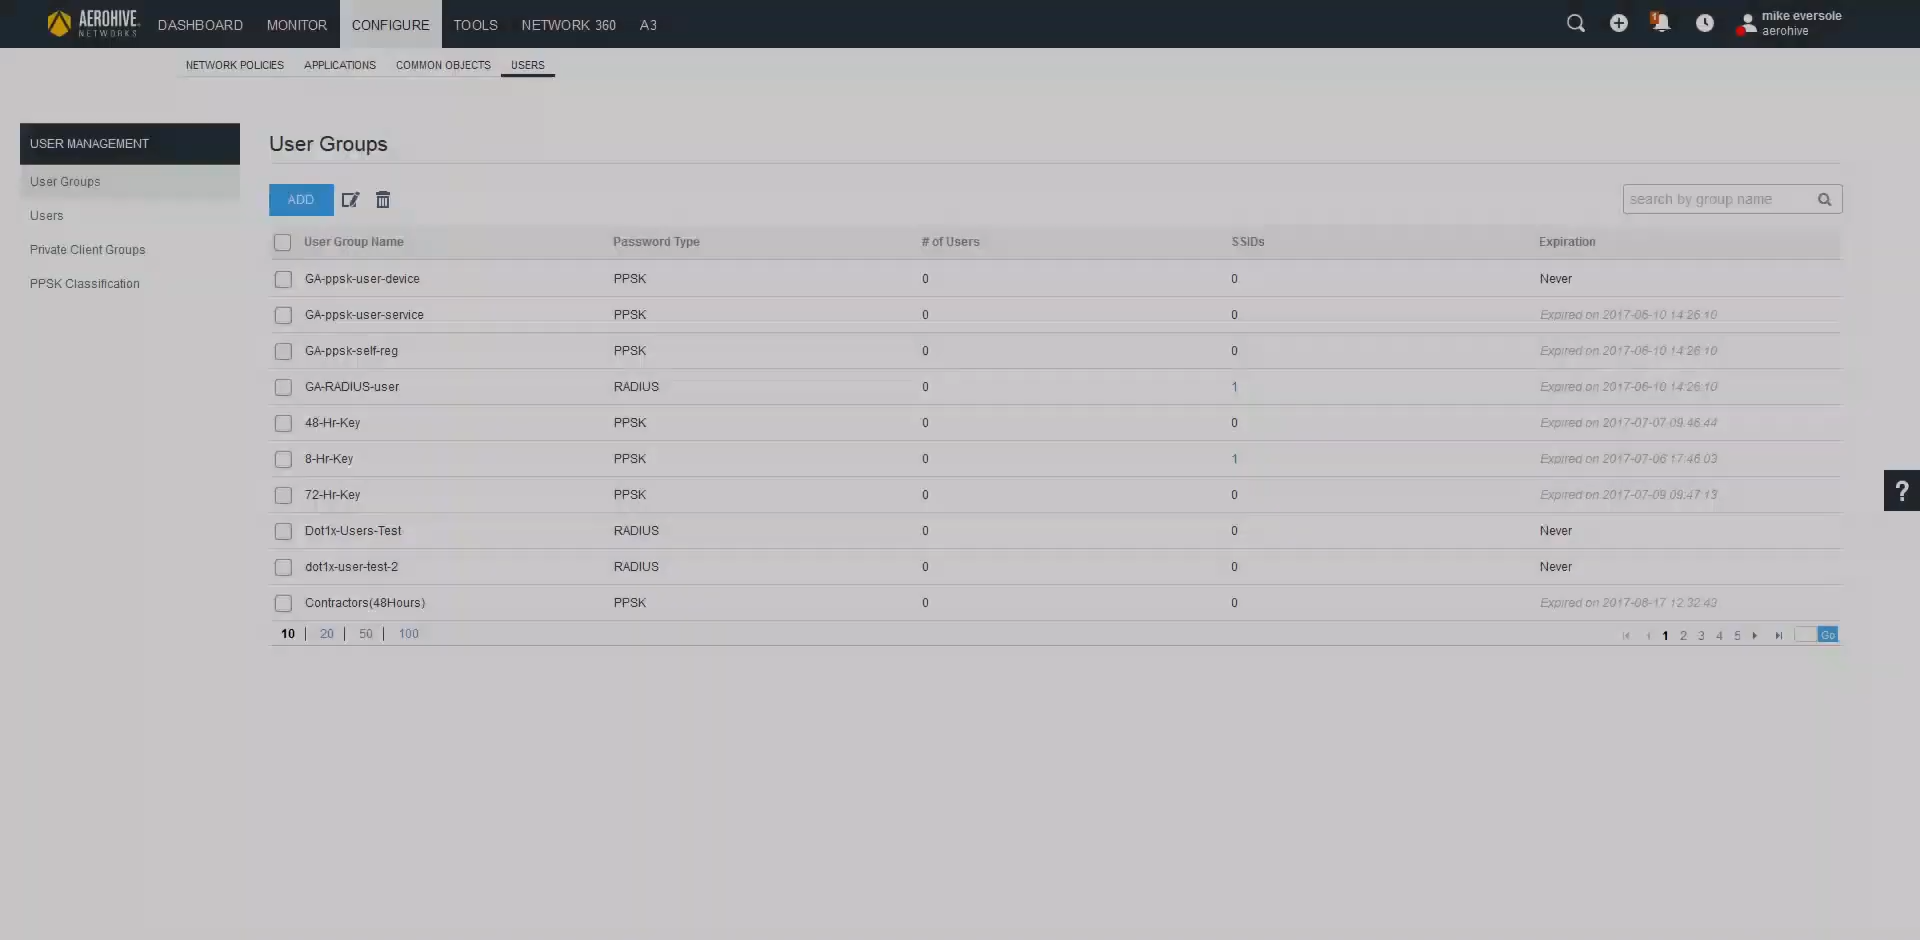 AEROHIVE NETWORKS DASHBOARD MONITOR CONFIGURE TOOLS NETWORK 360 A3 1 mike eversole
aerohive
NETWORK POLICIES APPLICATIONS COMMON OBJECTS USERS
USER MANAGEMENT
User Groups
Users
Private Client Groups
PPSK Classification
User Groups
ADD search by group name
User Group Name Password Type # of Users SSIDs Expiration
GA-ppsk-user-device PPSK 0 0 Never
GA-ppsk-user-service PPSK 0 0 Expired on 2017-06-10 14:26:10
GA-ppsk-self-reg PPSK 0 0 Expired on 2017-06-10 14:26:10
GA-RADIUS-user RADIUS 0 1 Expired on 2017-06-10 14:26:10
48-Hr-Key PPSK 0 0 Expired on 2017-07-07 09:46:44
8-Hr-Key PPSK 0 1 Expired on 2017-07-06 17:46:03
72-Hr-Key PPSK 0 0 Expired on 2017-07-09 09:47:13
Dot1x-Users-Test RADIUS 0 0 Never
dot1x-user-test-2 RADIUS 0 0 Never
Contractors(48Hours) PPSK 0 0 Expired on 2017-08-17 12:32:43
10 | 20 | 50 | 100 1 2 3 4 5 Go
?